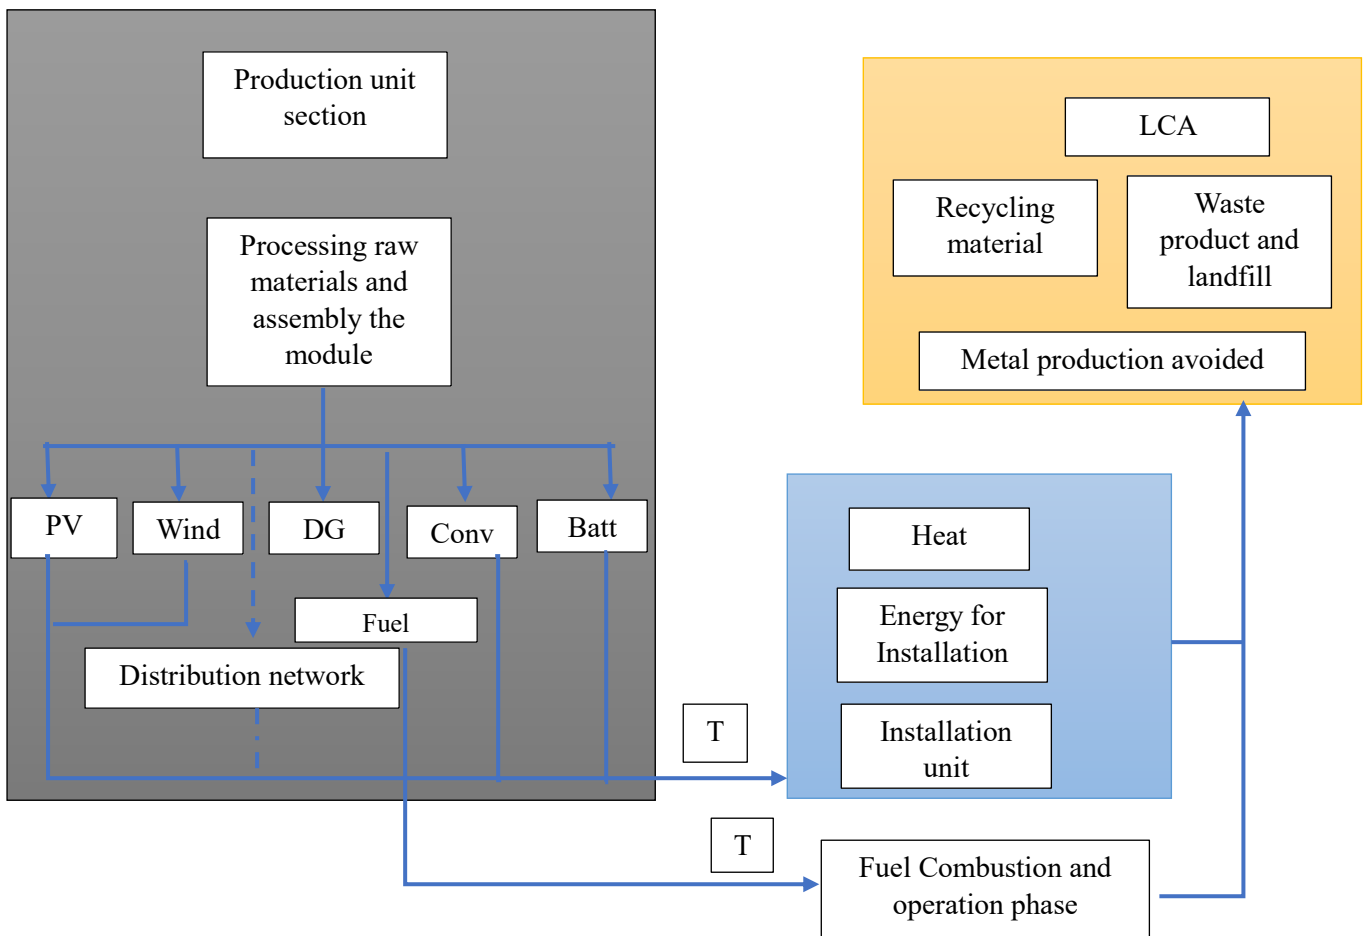 Production unit
section
Processing raw
materials and
assembly the
module
PV
Wind
DG
Conv
Batt
Fuel
Distribution network
T
T
LCA
Recycling
material
Waste
product and
landfill
Metal production avoided
Heat
Energy for
Installation
Installation
unit
Fuel Combustion and
operation phase